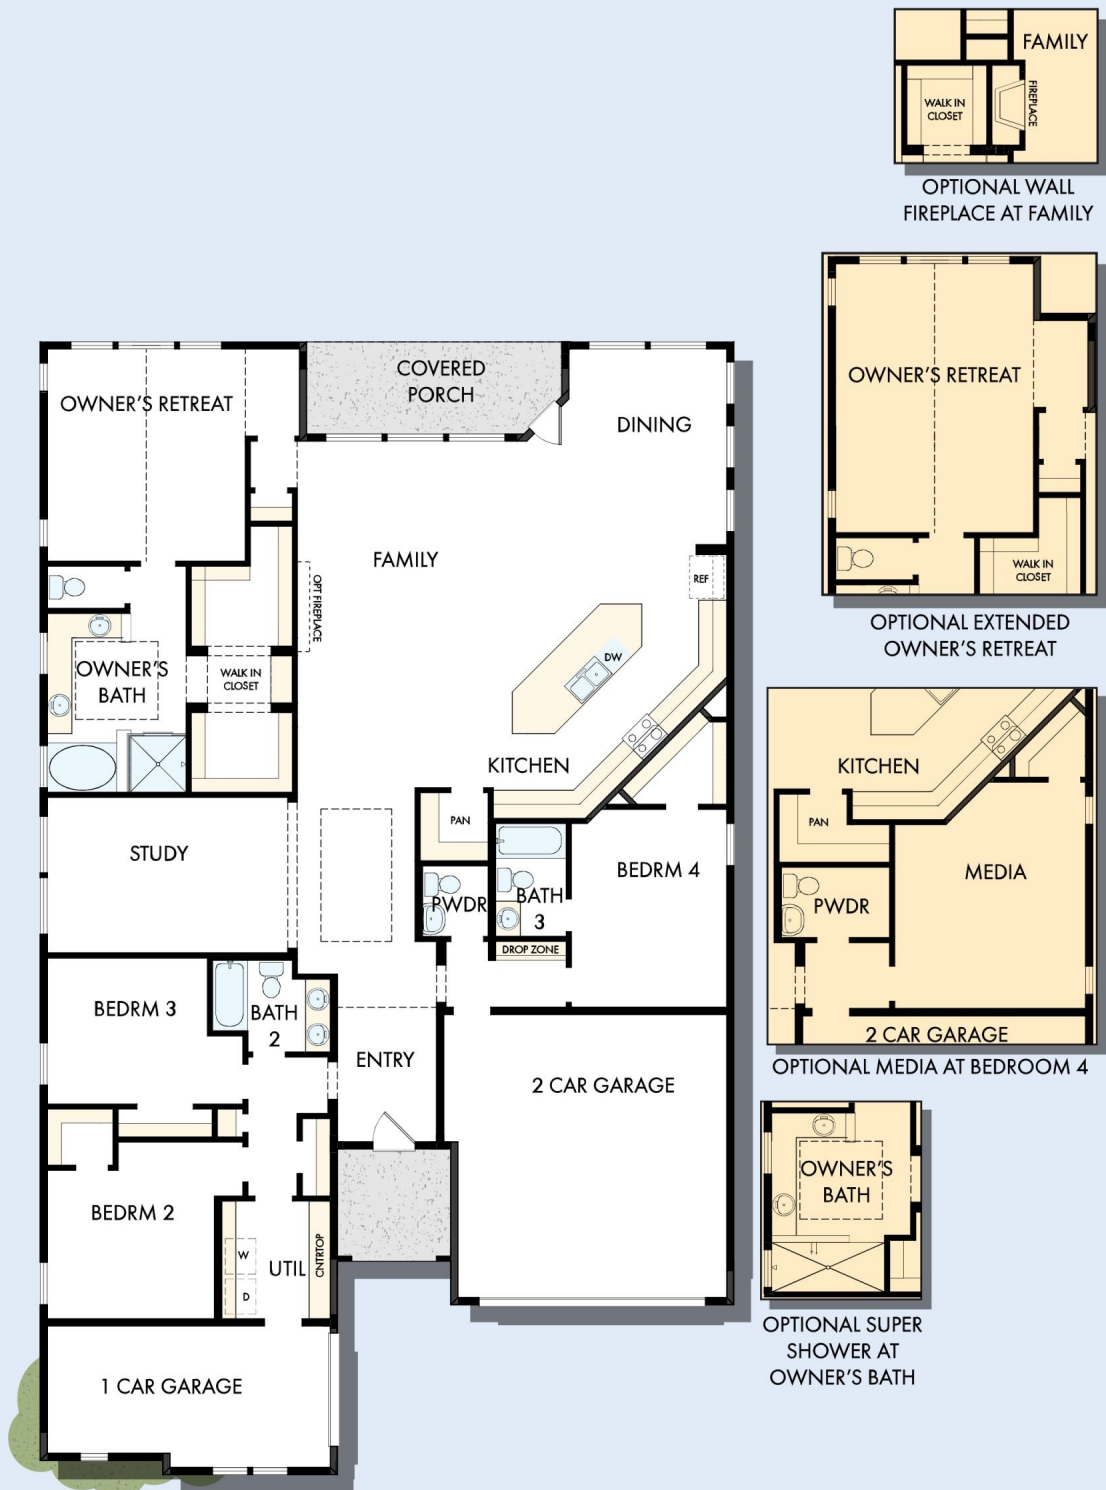 FAMILY
WALK IN
CLOSET
FIREPLACE
OPTIONAL WALL
FIREPLACE AT FAMILY
OWNER'S RETREAT
WALK IN
CLOSET
OPTIONAL EXTENDED
OWNER'S RETREAT
COVERED
PORCH
OWNER'S RETREAT
DINING
FAMILY
REF
OPT FIREPLACE
DW
OWNER'S
BATH
WALK IN
CLOSET
KITCHEN
PAN
STUDY
BEDRM 4
PWDR
BATH
3
DROP ZONE
BEDRM 3
BATH
2
ENTRY
2 CAR GARAGE
BEDRM 2
W
D
UTIL
CNTRTOP
1 CAR GARAGE
KITCHEN
PAN
MEDIA
PWDR
2 CAR GARAGE
OPTIONAL MEDIA AT BEDROOM 4
OWNER'S
BATH
OPTIONAL SUPER
SHOWER AT
OWNER'S BATH